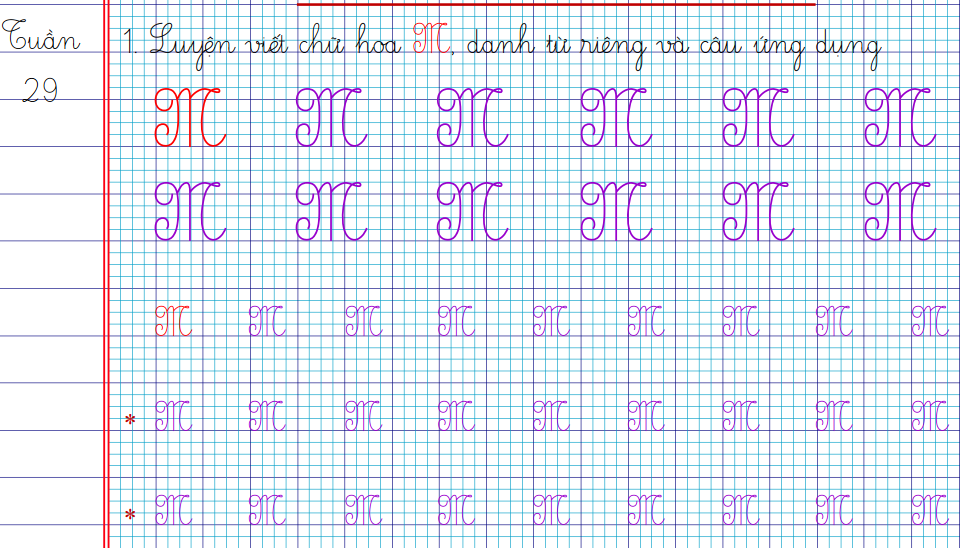 Tuần 29
1. Luyện viết chữ hoa M, danh từ riêng và câu ứng dụng
M M M M M M
M M M M M M
M M M M M M M M M
* M M M M M M M M M
* M M M M M M M M M